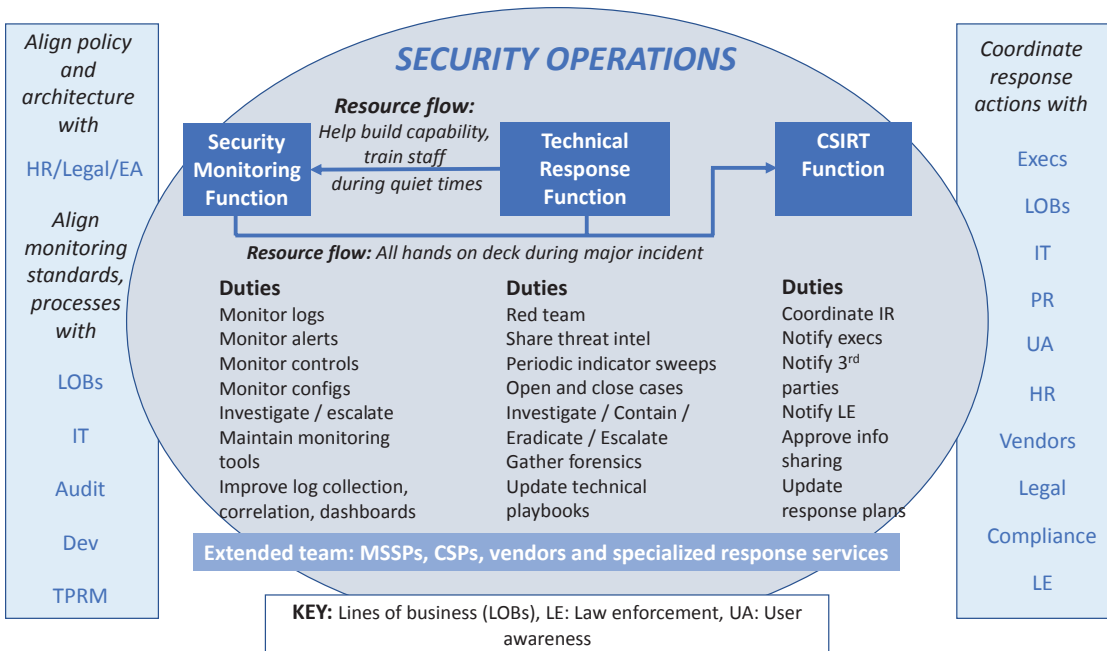 Align policy
and
architecture
with
HR/Legal/EA
Align
monitoring
standards,
processes
with
LOBs
IT
Audit
Dev
TPRM
SECURITY OPERATIONS
Resource flow:
Help build capability,
train staff
during quiet times
Security
Monitoring
Function
Technical
Response
Function
CSIRT
Function
Resource flow: All hands on deck during major incident
Duties
Monitor logs
Monitor alerts
Monitor controls
Monitor configs
Investigate / escalate
Maintain monitoring
tools
Improve log collection,
correlation, dashboards
Duties
Red team
Share threat intel
Periodic indicator sweeps
Open and close cases
Investigate / Contain /
Eradicate / Escalate
Gather forensics
Update technical
playbooks
Duties
Coordinate IR
Notify execs
Notify 3rd
parties
Notify LE
Approve info
sharing
Update
response plans
Extended team: MSSPs, CSPs, vendors and specialized response services
KEY: Lines of business (LOBs), LE: Law enforcement, UA: User
awareness
Coordinate
response
actions with
Execs
LOBs
IT
PR
UA
HR
Vendors
Legal
Compliance
LE